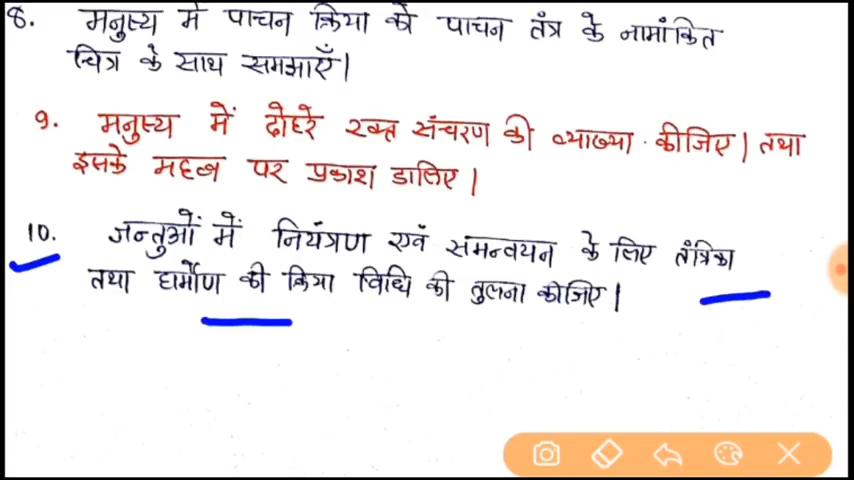 8. मनुष्य में पाचन क्रिया को पाचन तंत्र के नामांकित
चित्र के साथ समझाएँ।
9. मनुष्य में दोहरे रक्त संचरण की व्याख्या कीजिए। तथा
इसके महत्व पर प्रकाश डालिए।
10. जन्तुओं में नियंत्रण एवं समन्वयन के लिए तंत्रिका
तथा हार्मोण की क्रिया विधि की तुलना कीजिए।